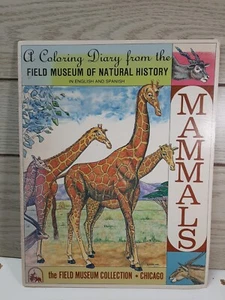 A Coloring Diary from the
FIELD MUSEUM OF NATURAL HISTORY
IN ENGLISH AND SPANISH
MAMMALS
the FIELD MUSEUM COLLECTION • CHICAGO